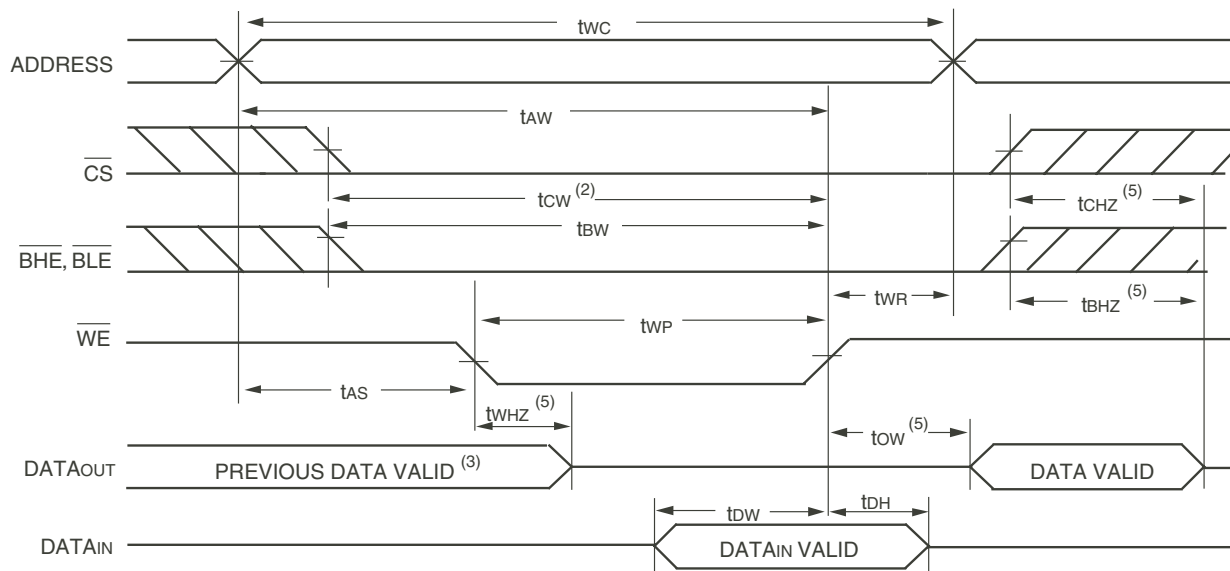 tWC
ADDRESS
tAW
CS
tCW (2)
tCHZ (5)
tBW
BHE, BLE
tWR
tBHZ (5)
tWP
WE
tAS
tWHZ (5)
tOW (5)
DATAOUT
PREVIOUS DATA VALID (3)
DATA VALID
tDW
tDH
DATAIN
DATAIN VALID